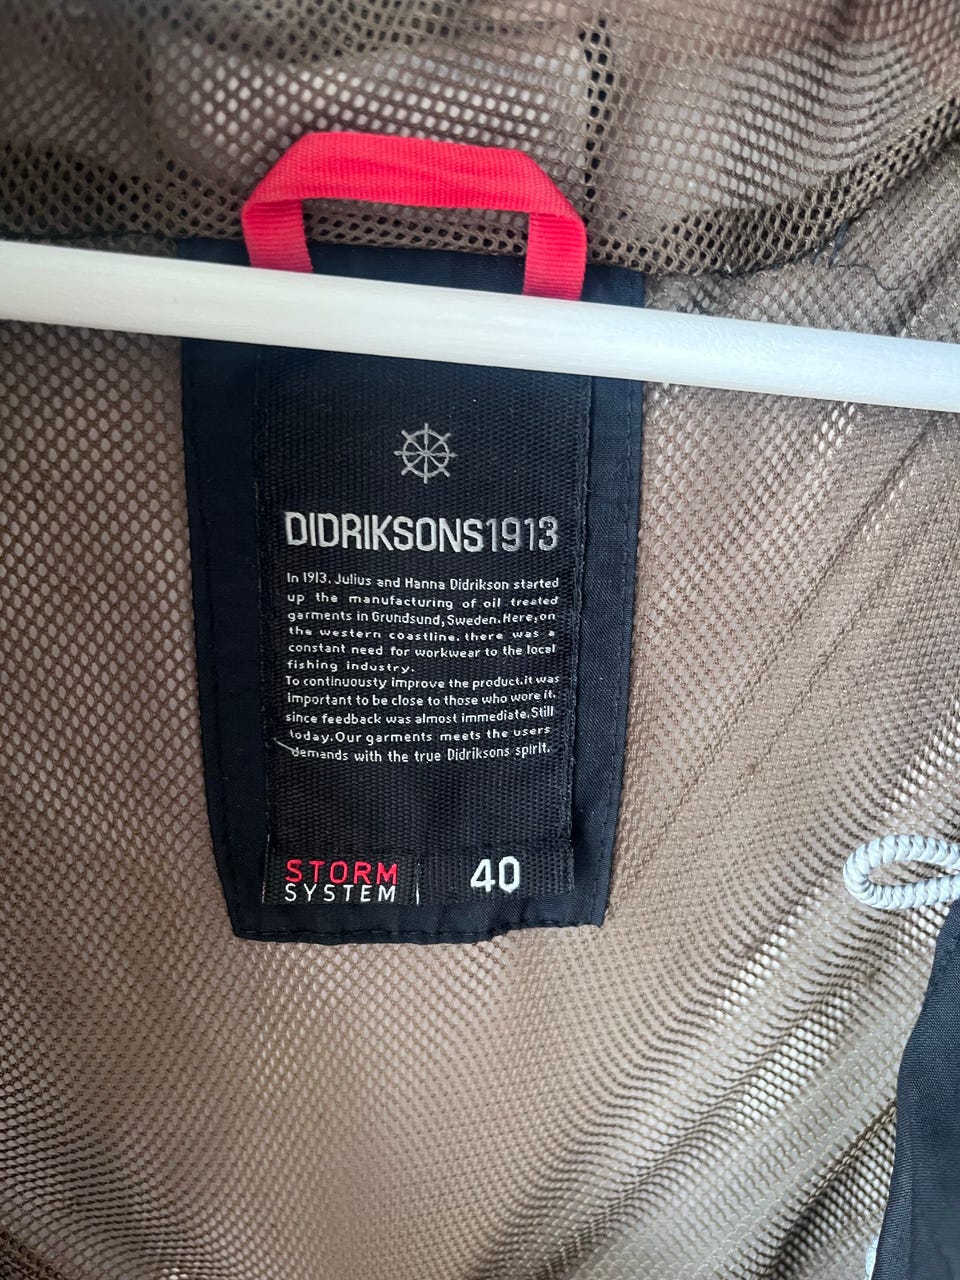 DIDRIKSONS1913
In 1913, Julius and Hanna Didrikson started
up the manufacturing of oil treated
garments in Grundsund, Sweden. Here, on
the western coastline, there was a
constant need for workwear to the local
fishing industry.
To continuousty improve the product, it was
important to be close to those who wore it,
since feedback was almost immediate. Still
today. Our garments meets the users
demands with the true Didriksons spirit.
STORM
SYSTEM | 40